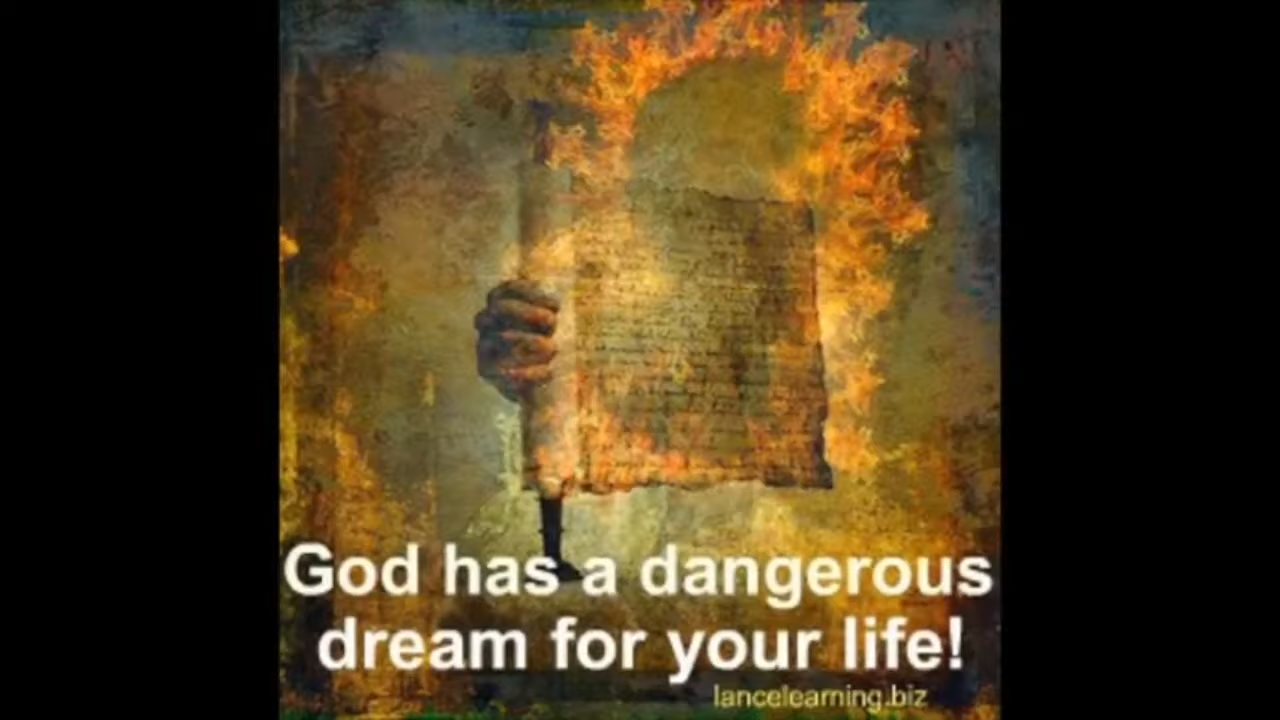 God has a dangerous
dream for your life!
lancelearning.biz